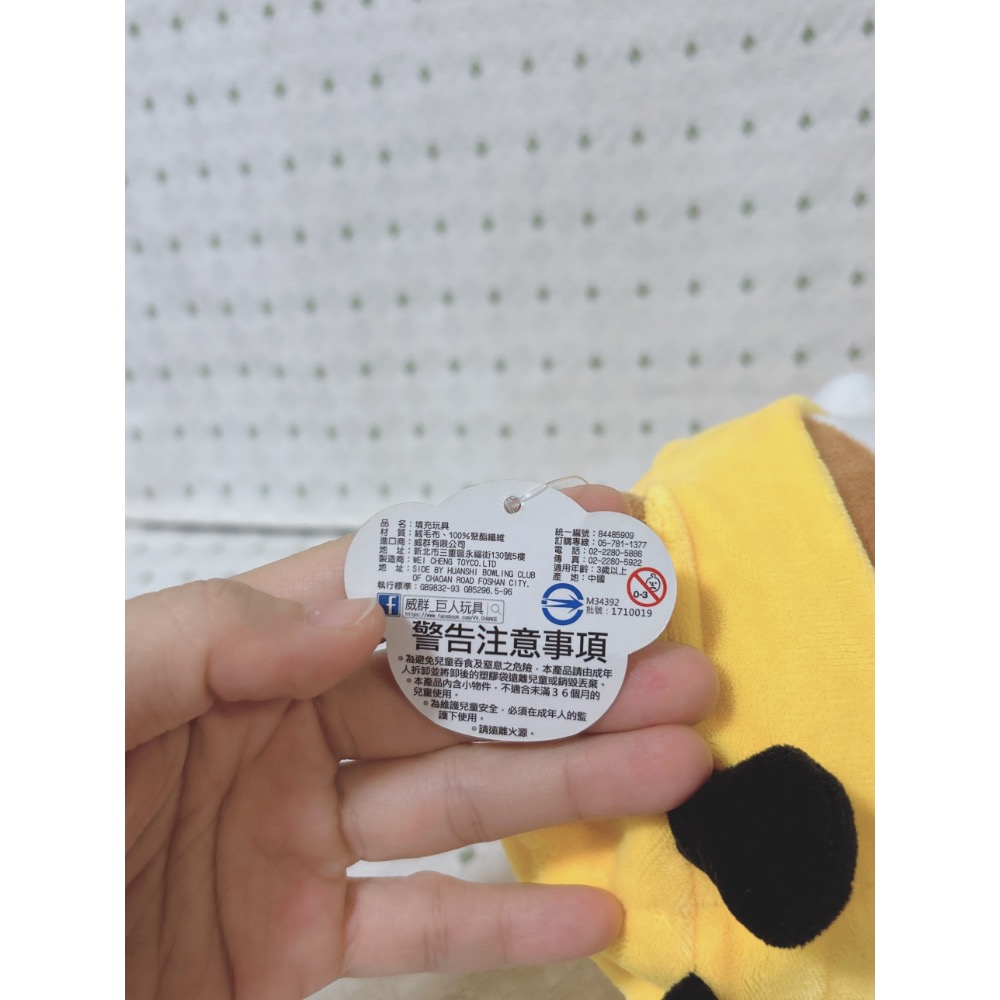 品　名：填充玩具
材　質：絨毛布、100%聚酯纖維
進口商：威群有限公司
地　址：新北市三重區永福街130號5樓
製造商：WEI CHENG TOYCO.LTD
地　址：SIDE BY HUANSHI BOWLING CLUB
OF CHAOAN ROAD FOSHAN CITY.
執行標準：GB9832-93 GB5296.5-96
統一編號：84485909
訂購專線：05-781-1377
電　話：02-2280-5886
傳　真：02-2280-5922
適用年齡：3歲以上
產　地：中國
0-3
M34392
批號：1710019
f 威群_巨人玩具
警告注意事項
◦為避免兒童吞食及窒息之危險，本產品請由成年
人拆卸並將卸後的塑膠袋遠離兒童或銷毀丟棄。
◦本產品內含小物件，不適合未滿36個月的
兒童使用。
◦為維護兒童安全，必須在成年人的監
護下使用。
◦請遠離火源。